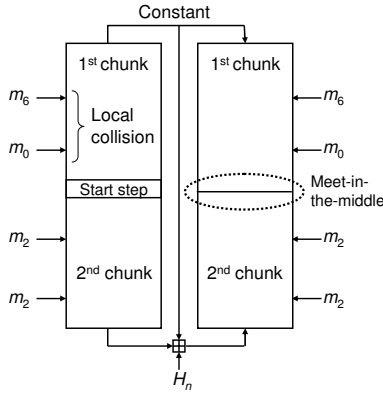 Constant
1st chunk
1st chunk
m6
Local
collision
m6
m0
m0
Start step
Meet-in-
the-middle
m2
m2
2nd chunk
2nd chunk
m2
m2
Hn